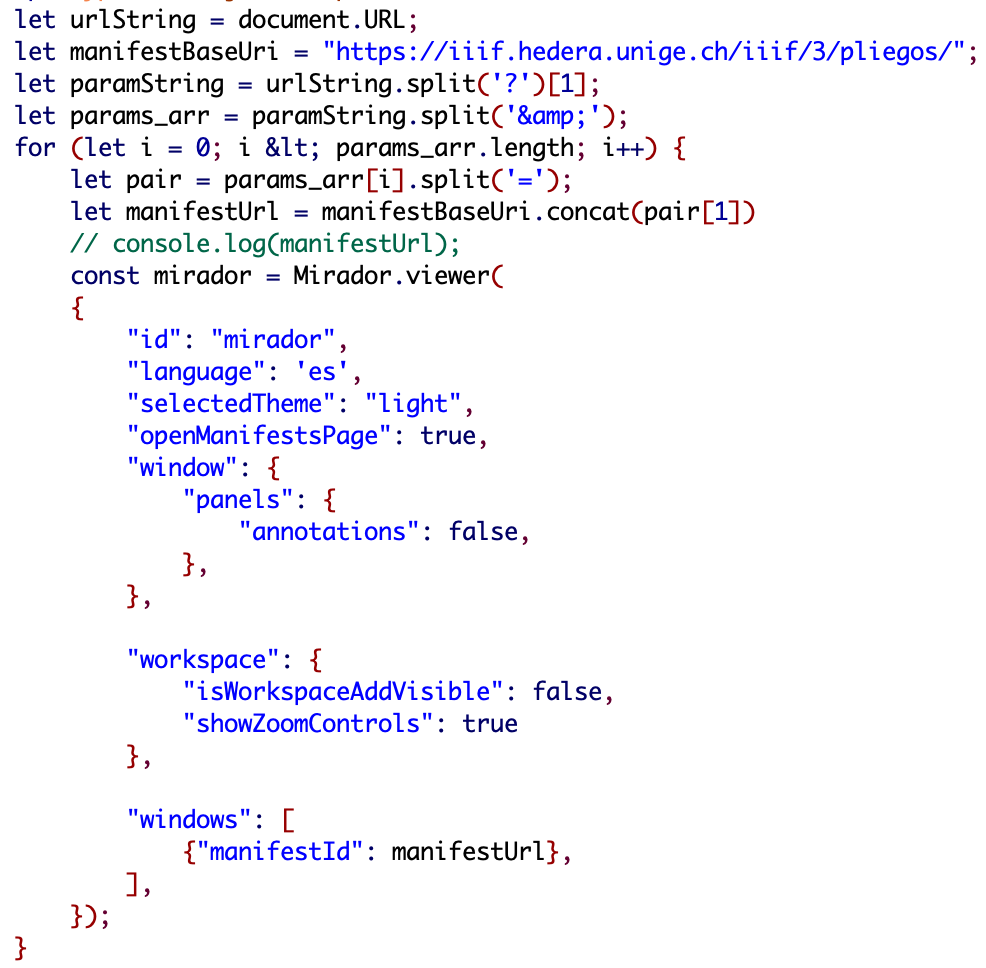 let urlString = document.URL;
let manifestBaseUri = "https://iiif.hedera.unige.ch/iiif/3/pliegos/";
let paramString = urlString.split('?')[1];
let params_arr = paramString.split('&amp;');
for (let i = 0; i &lt; params_arr.length; i++) {
    let pair = params_arr[i].split('=');
    let manifestUrl = manifestBaseUri.concat(pair[1])
    // console.log(manifestUrl);
    const mirador = Mirador.viewer(
    {
        "id": "mirador",
        "language": 'es',
        "selectedTheme": "light",
        "openManifestsPage": true,
        "window": {
            "panels": {
                "annotations": false,
            },
        },

        "workspace": {
            "isWorkspaceAddVisible": false,
            "showZoomControls": true
        },

        "windows": [
            {"manifestId": manifestUrl},
        ],
    });
}